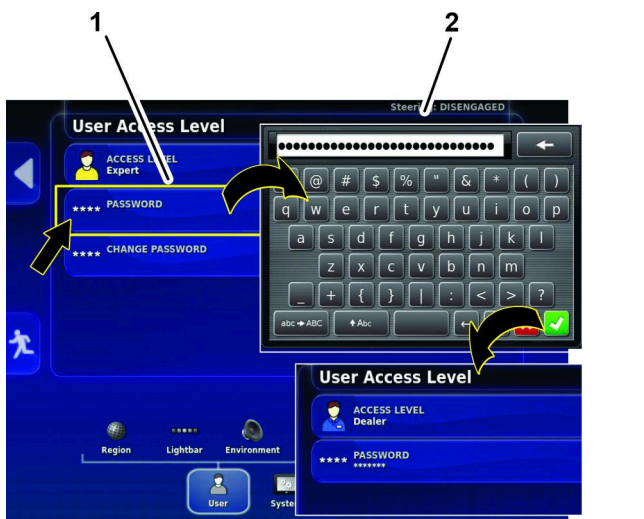 1
2
Steering: DISENGAGED
User Access Level
ACCESS LEVEL
Expert
**** PASSWORD
**** CHANGE PASSWORD
••••••••••••••••••••••••••••• ←
@ # $ % " & * ( )
q w e r t y u i o p
a s d f g h j k l
z x c v b n m
_ + { } | : < > ?
abc → ABC
↑ Abc
User Access Level
ACCESS LEVEL
Dealer
**** PASSWORD
*******
Region
Lightbar
Environment
User